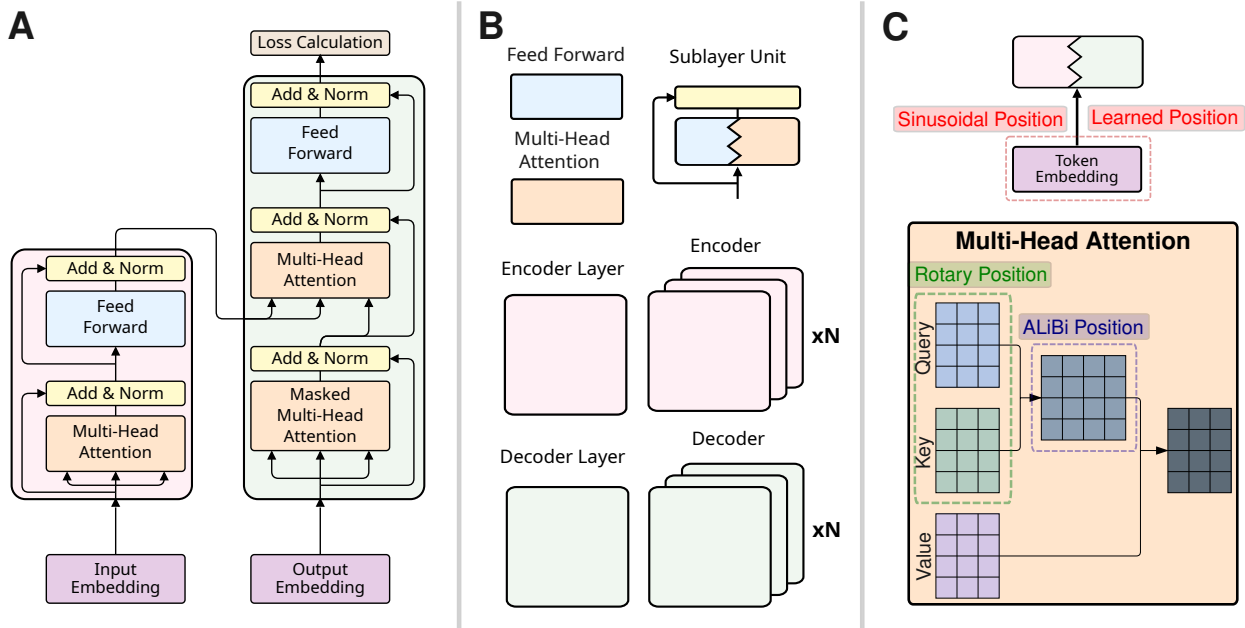 A
Loss Calculation
Add & Norm
Feed
Forward
Add & Norm
Multi-Head
Attention
Add & Norm
Masked
Multi-Head
Attention
Add & Norm
Feed
Forward
Add & Norm
Multi-Head
Attention
Input
Embedding
Output
Embedding
B
Feed Forward
Multi-Head
Attention
Sublayer Unit
Encoder Layer
Encoder
xN
Decoder Layer
Decoder
xN
C
Sinusoidal Position
Learned Position
Token
Embedding
Multi-Head Attention
Rotary Position
ALiBi Position
Query
Key
Value